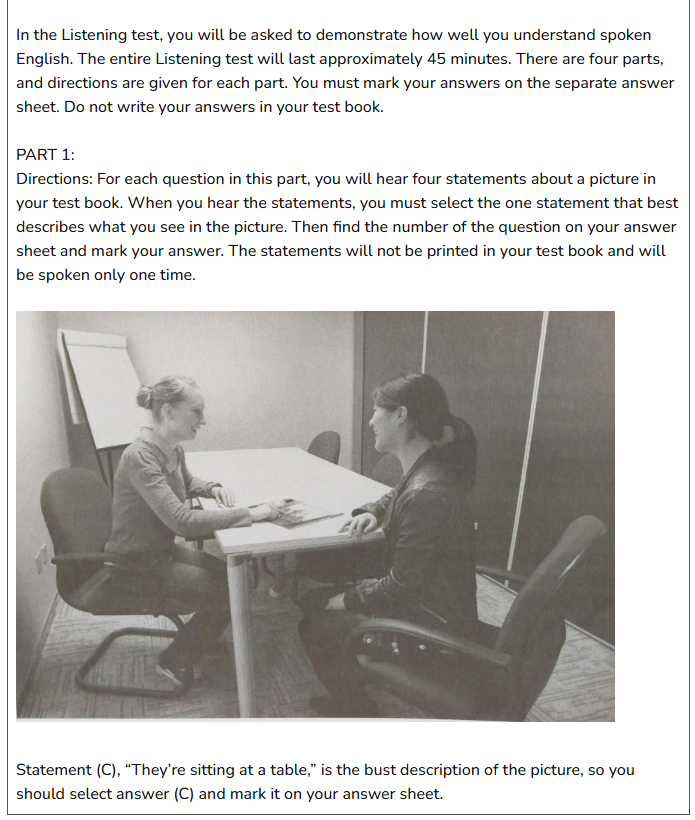 In the Listening test, you will be asked to demonstrate how well you understand spoken
English. The entire Listening test will last approximately 45 minutes. There are four parts,
and directions are given for each part. You must mark your answers on the separate answer
sheet. Do not write your answers in your test book.
PART 1:
Directions: For each question in this part, you will hear four statements about a picture in
your test book. When you hear the statements, you must select the one statement that best
describes what you see in the picture. Then find the number of the question on your answer
sheet and mark your answer. The statements will not be printed in your test book and will
be spoken only one time.
Statement (C), “They’re sitting at a table,” is the bust description of the picture, so you
should select answer (C) and mark it on your answer sheet.